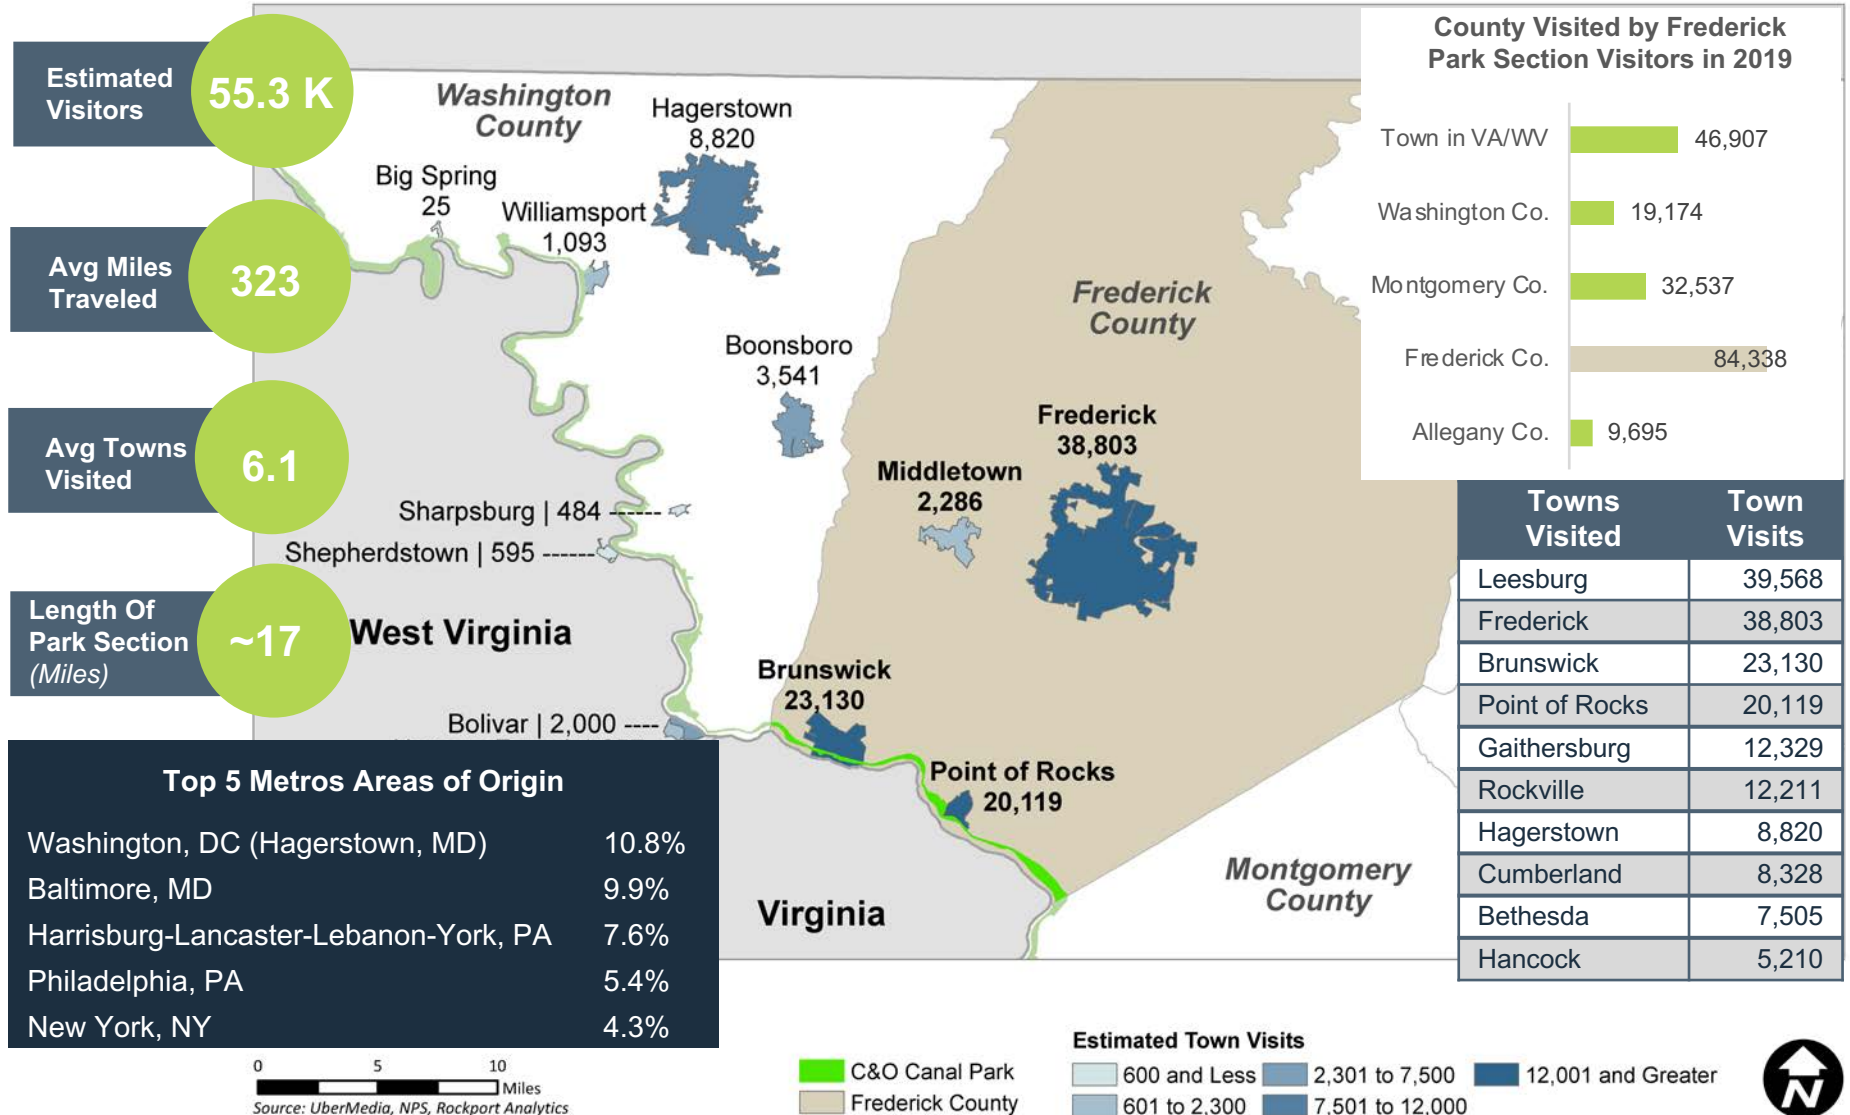 Estimated
Visitors
55.3 K
Avg Miles
Traveled
323
Avg Towns
Visited
6.1
Length Of
Park Section
(Miles)
~17
Washington
County
Hagerstown
8,820
Big Spring
25
Williamsport
1,093
Boonsboro
3,541
Frederick
County
Frederick
38,803
Middletown
2,286
Sharpsburg | 484
Shepherdstown | 595
West Virginia
Brunswick
23,130
Bolivar | 2,000
Point of Rocks
20,119
Virginia
Montgomery
County
County Visited by Frederick
Park Section Visitors in 2019
Town in VA/WV 46,907
Washington Co. 19,174
Montgomery Co. 32,537
Frederick Co. 84,338
Allegany Co. 9,695
Towns Visited Town Visits
Leesburg 39,568
Frederick 38,803
Brunswick 23,130
Point of Rocks 20,119
Gaithersburg 12,329
Rockville 12,211
Hagerstown 8,820
Cumberland 8,328
Bethesda 7,505
Hancock 5,210
Top 5 Metros Areas of Origin
Washington, DC (Hagerstown, MD) 10.8%
Baltimore, MD 9.9%
Harrisburg-Lancaster-Lebanon-York, PA 7.6%
Philadelphia, PA 5.4%
New York, NY 4.3%
0 5 10
Miles
Source: UberMedia, NPS, Rockport Analytics
C&O Canal Park
Frederick County
Estimated Town Visits
600 and Less 2,301 to 7,500 12,001 and Greater
601 to 2,300 7,501 to 12,000
N